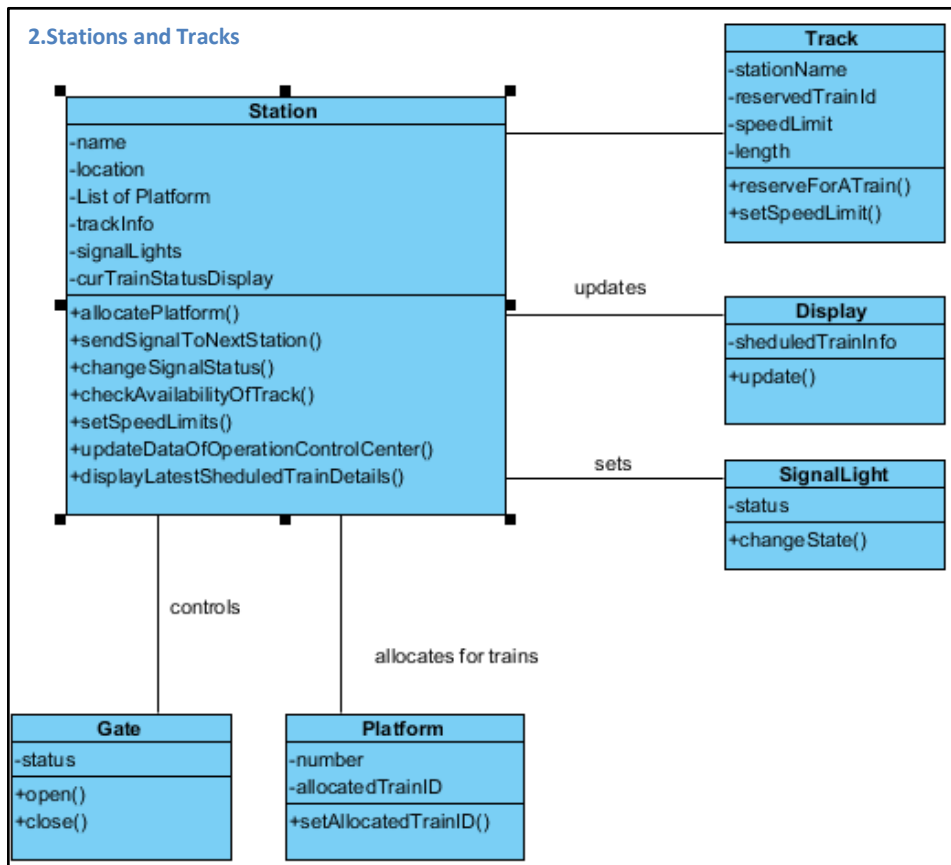 2.Stations and Tracks
Station
-name
-location
-List of Platform
-trackInfo
-signalLights
-curTrainStatusDisplay
+allocatePlatform()
+sendSignalToNextStation()
+changeSignalStatus()
+checkAvailabilityOfTrack()
+setSpeedLimits()
+updateDataOfOperationControlCenter()
+displayLatestSheduledTrainDetails()
Track
-stationName
-reservedTrainId
-speedLimit
-length
+reserveForATrain()
+setSpeedLimit()
updates
Display
-sheduledTrainInfo
+update()
sets
SignalLight
-status
+changeState()
controls
allocates for trains
Gate
-status
+open()
+close()
Platform
-number
-allocatedTrainID
+setAllocatedTrainID()